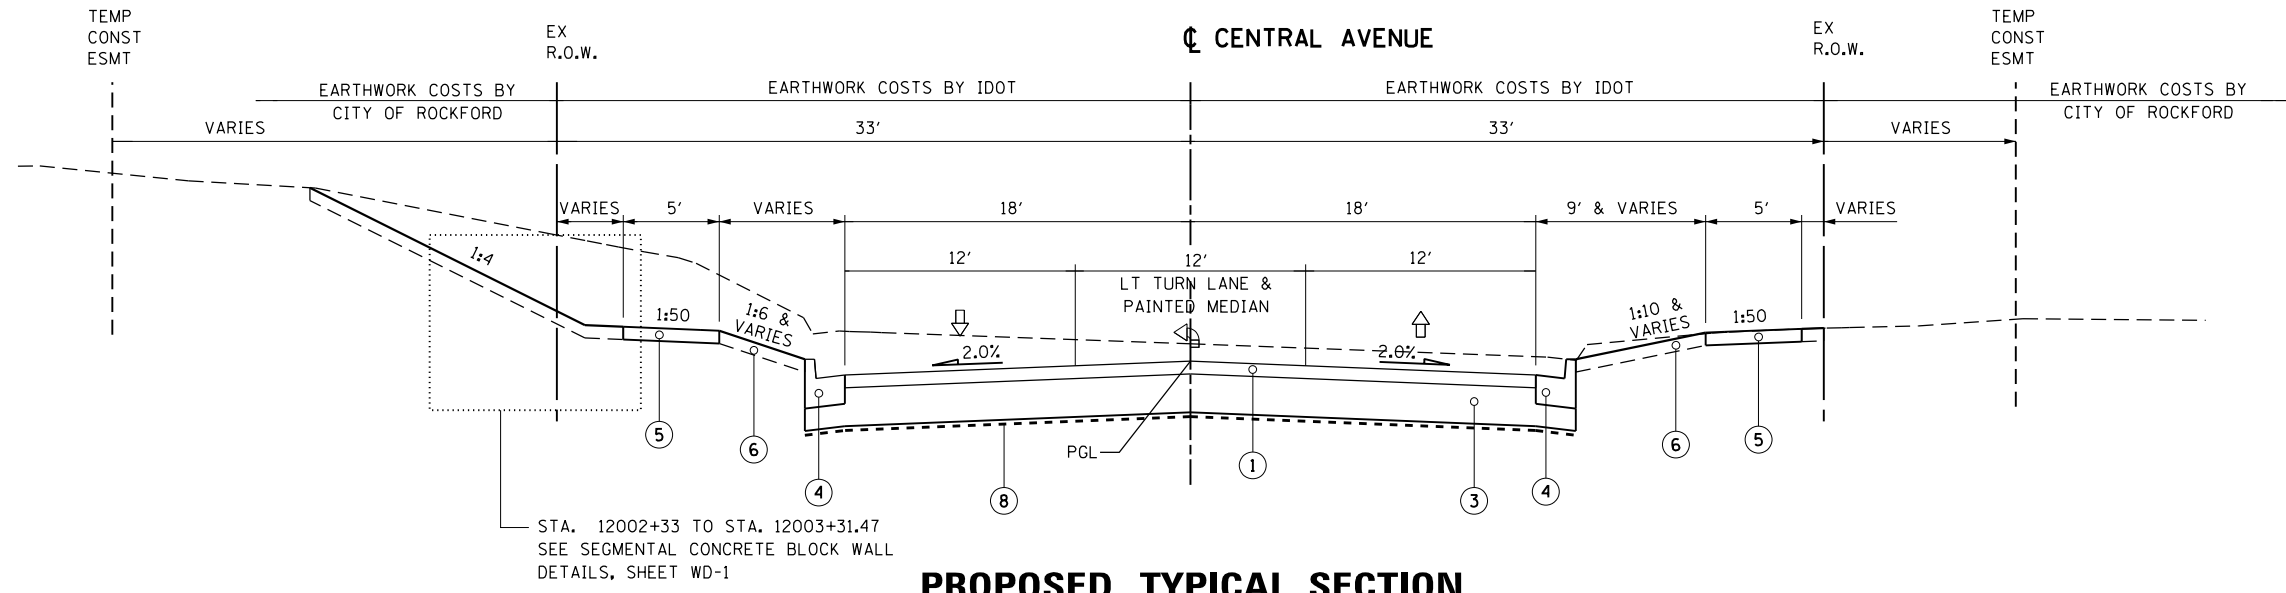 TEMP
CONST
ESMT
EX
R.O.W.
℄ CENTRAL AVENUE
EX
R.O.W.
TEMP
CONST
ESMT
EARTHWORK COSTS BY
CITY OF ROCKFORD
EARTHWORK COSTS BY IDOT
EARTHWORK COSTS BY IDOT
EARTHWORK COSTS BY
CITY OF ROCKFORD
VARIES
33'
33'
VARIES
VARIES
5'
VARIES
18'
18'
9' & VARIES
5'
VARIES
12'
12'
12'
LT TURN LANE &
PAINTED MEDIAN
1:4
1:50
1:6 &
VARIES
2.0%
2.0%
1:10 &
VARIES
1:50
PGL
5
6
4
8
1
3
4
6
5
STA. 12002+33 TO STA. 12003+31.47
SEE SEGMENTAL CONCRETE BLOCK WALL
DETAILS, SHEET WD-1
PROPOSED TYPICAL SECTION